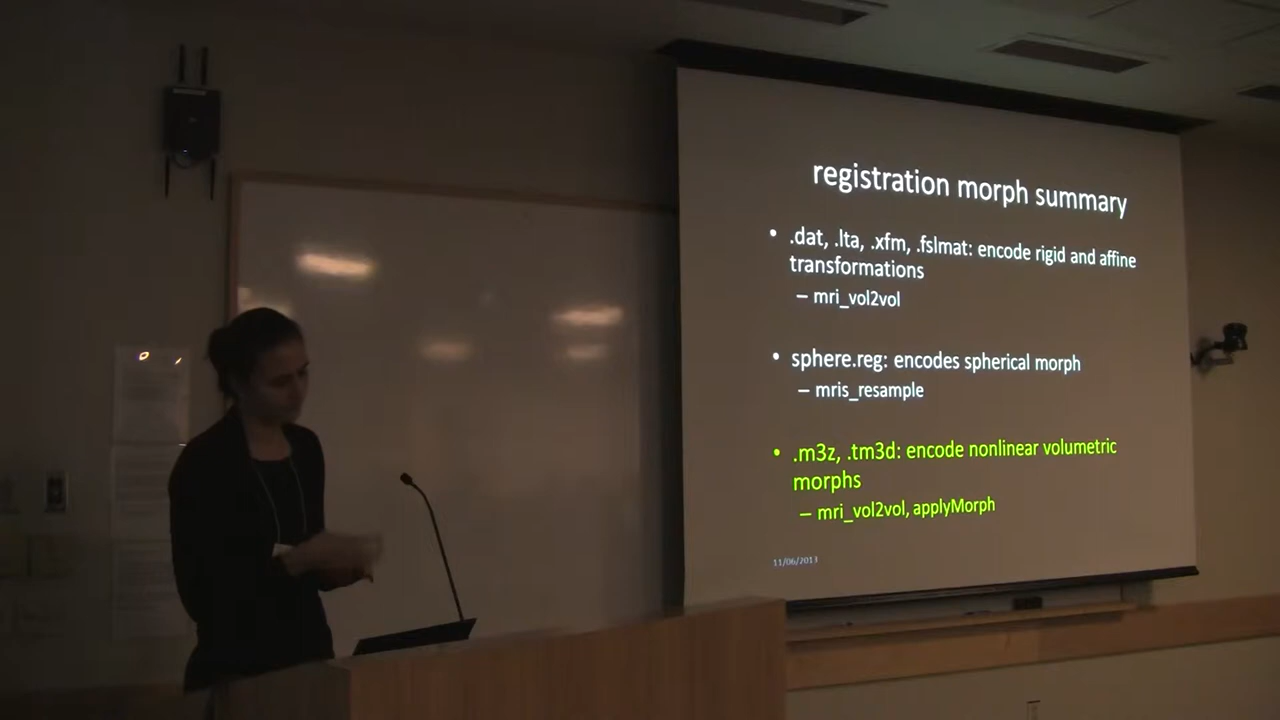 registration morph summary
• .dat, .lta, .xfm, .fslmat: encode rigid and affine
transformations
– mri_vol2vol
• sphere.reg: encodes spherical morph
– mris_resample
• .m3z, .tm3d: encode nonlinear volumetric
morphs
– mri_vol2vol, applyMorph
11/06/2013